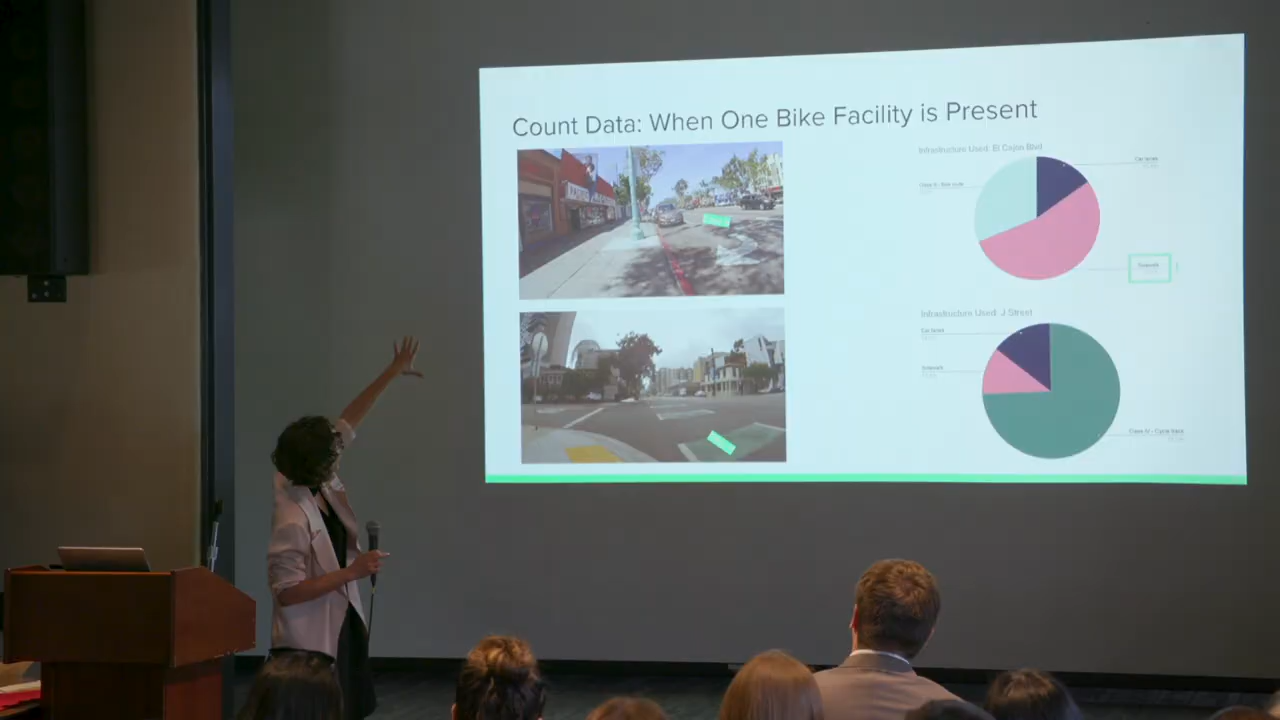 Count Data: When One Bike Facility is Present
Infrastructure Used: El Cajon Blvd
Car lanes
Class III - Bike route
Sidewalk
Infrastructure Used: J Street
Car lanes
Sidewalk
Class IV - Cycle track